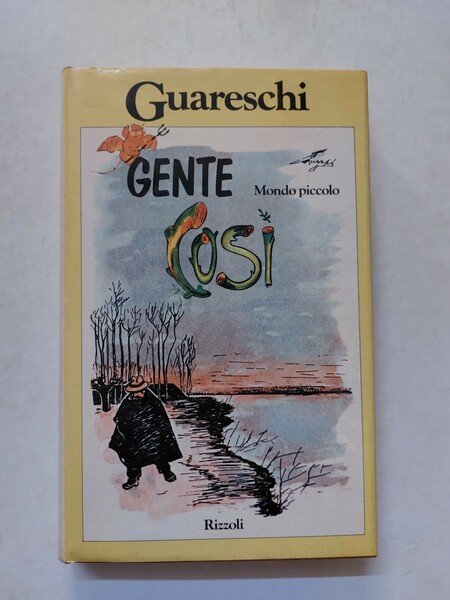 Guareschi
GENTE
Mondo piccolo
Così
Rizzoli